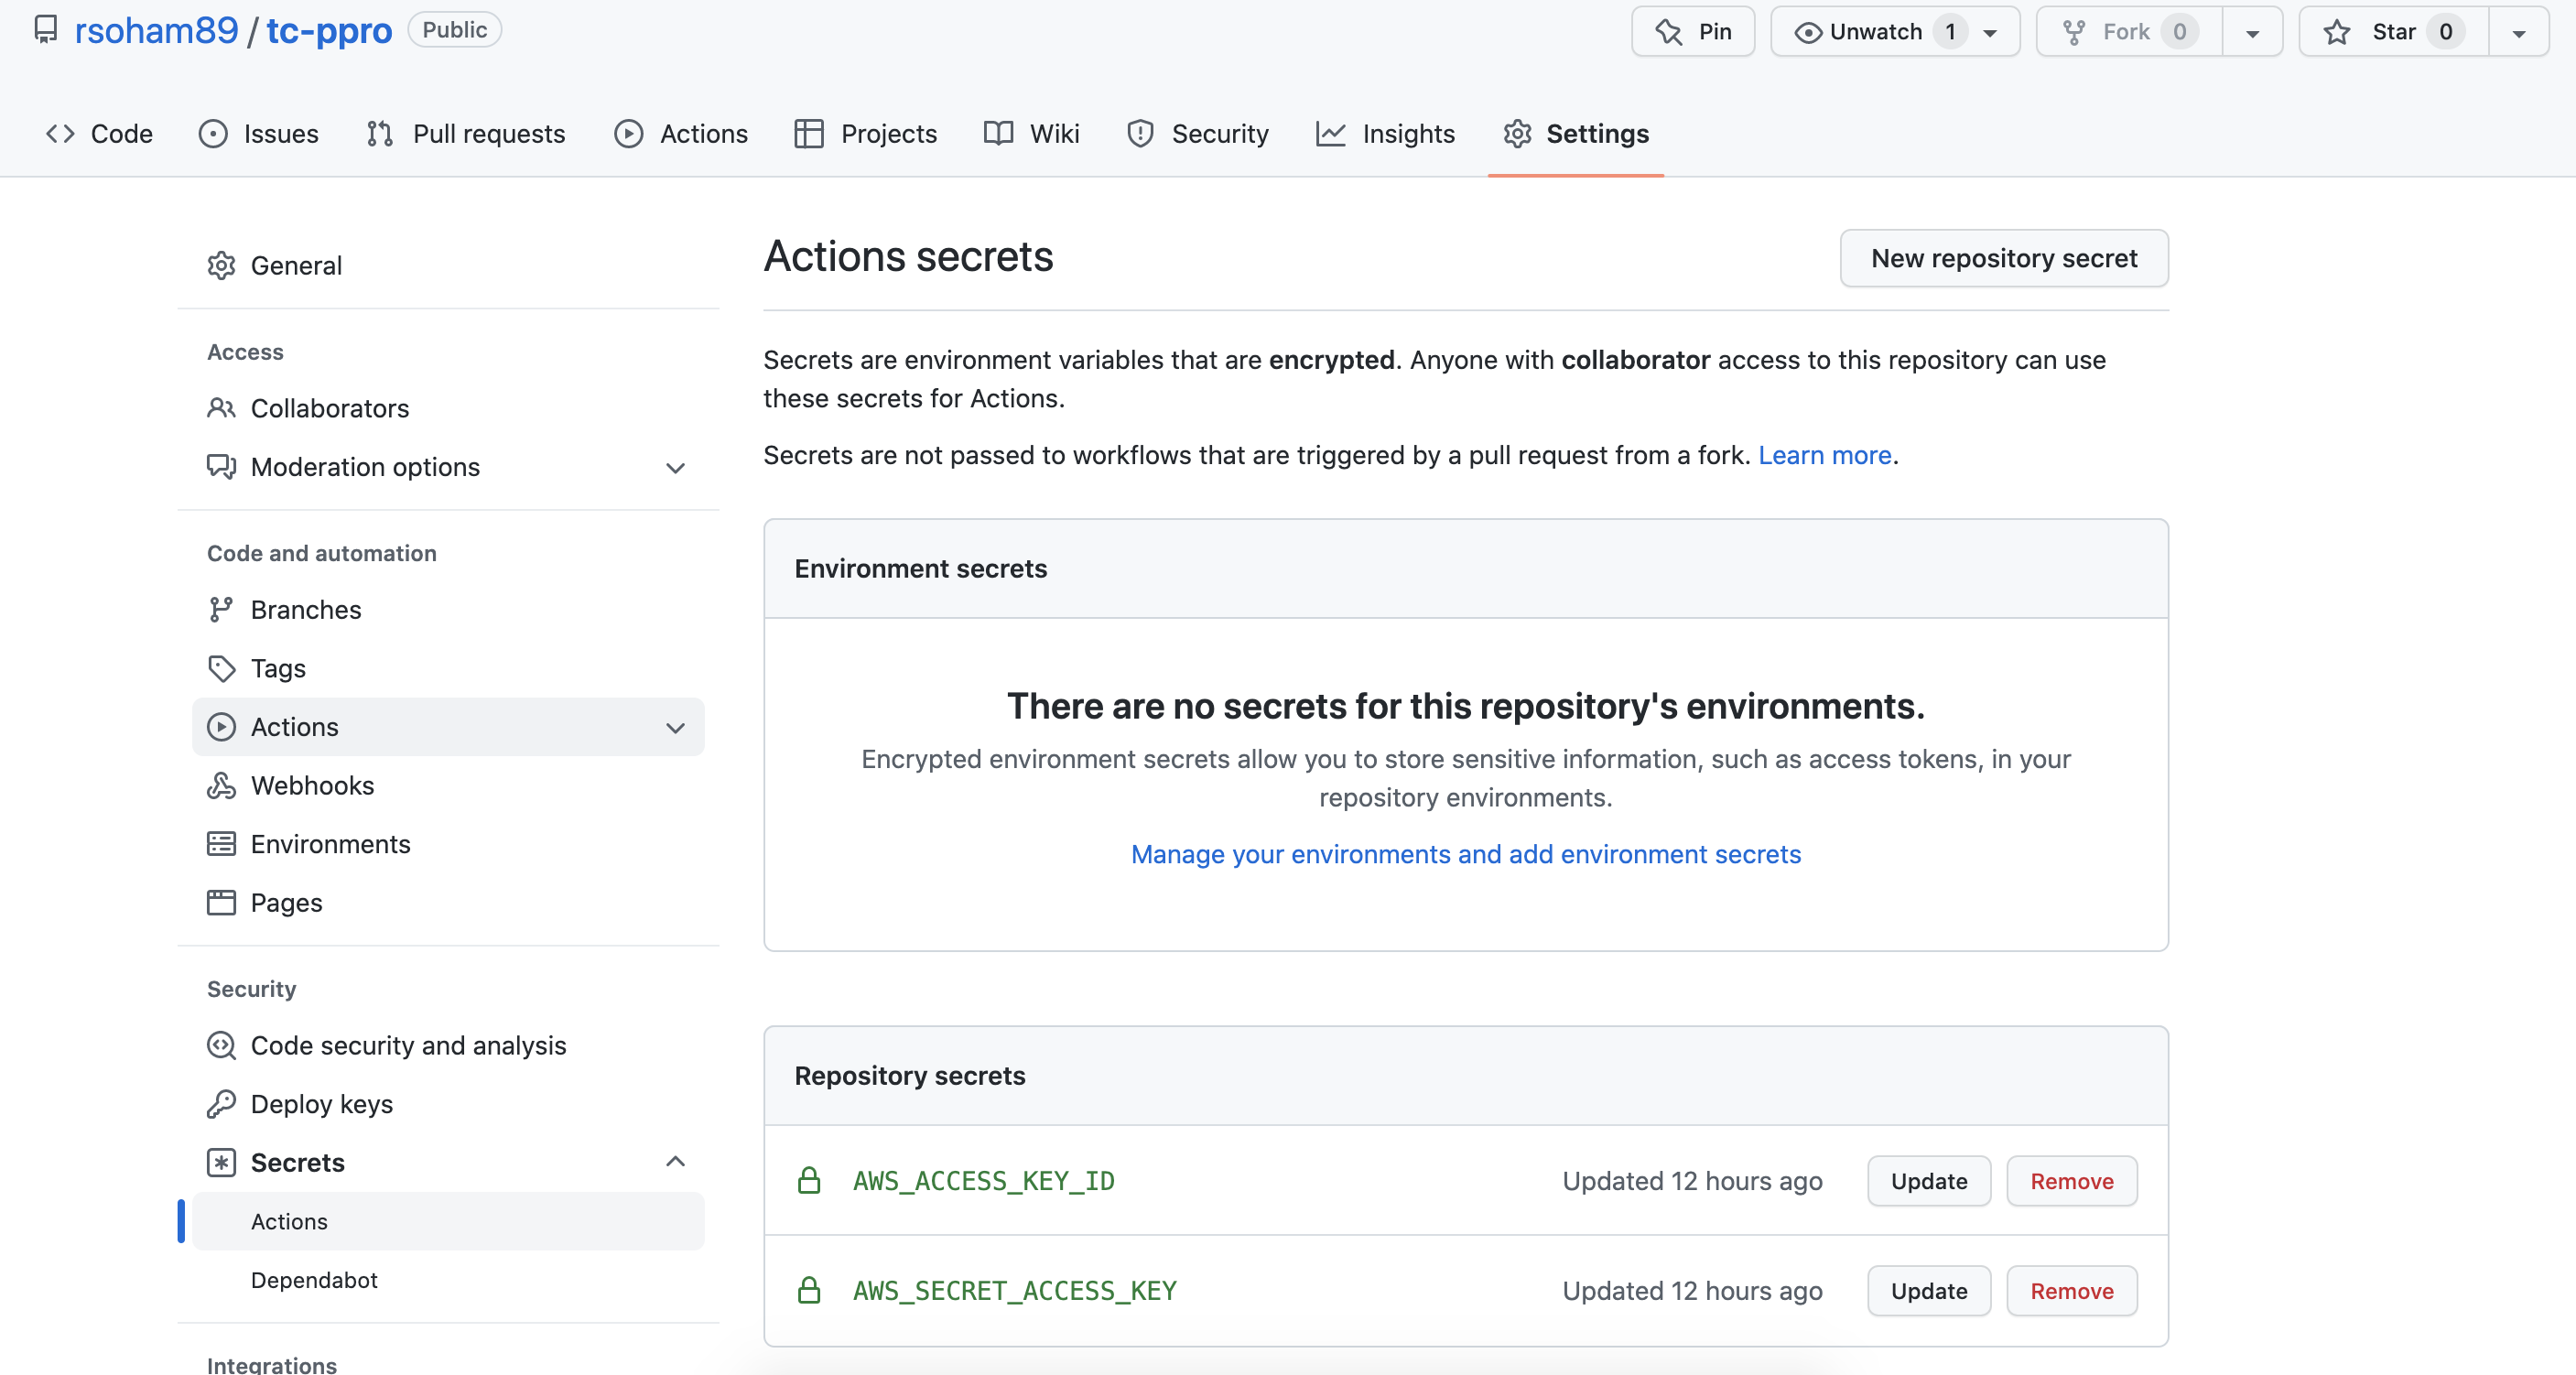 rsoham89 / tc-ppro Public
Pin Unwatch 1 Fork 0 Star 0
Code Issues Pull requests Actions Projects Wiki Security Insights Settings
General
Access
Collaborators
Moderation options
Code and automation
Branches
Tags
Actions
Webhooks
Environments
Pages
Security
Code security and analysis
Deploy keys
Secrets
Actions
Dependabot
Integrations
Actions secrets
New repository secret
Secrets are environment variables that are encrypted. Anyone with collaborator access to this repository can use
these secrets for Actions.
Secrets are not passed to workflows that are triggered by a pull request from a fork. Learn more.
Environment secrets
There are no secrets for this repository's environments.
Encrypted environment secrets allow you to store sensitive information, such as access tokens, in your
repository environments.
Manage your environments and add environment secrets
Repository secrets
AWS_ACCESS_KEY_ID Updated 12 hours ago Update Remove
AWS_SECRET_ACCESS_KEY Updated 12 hours ago Update Remove